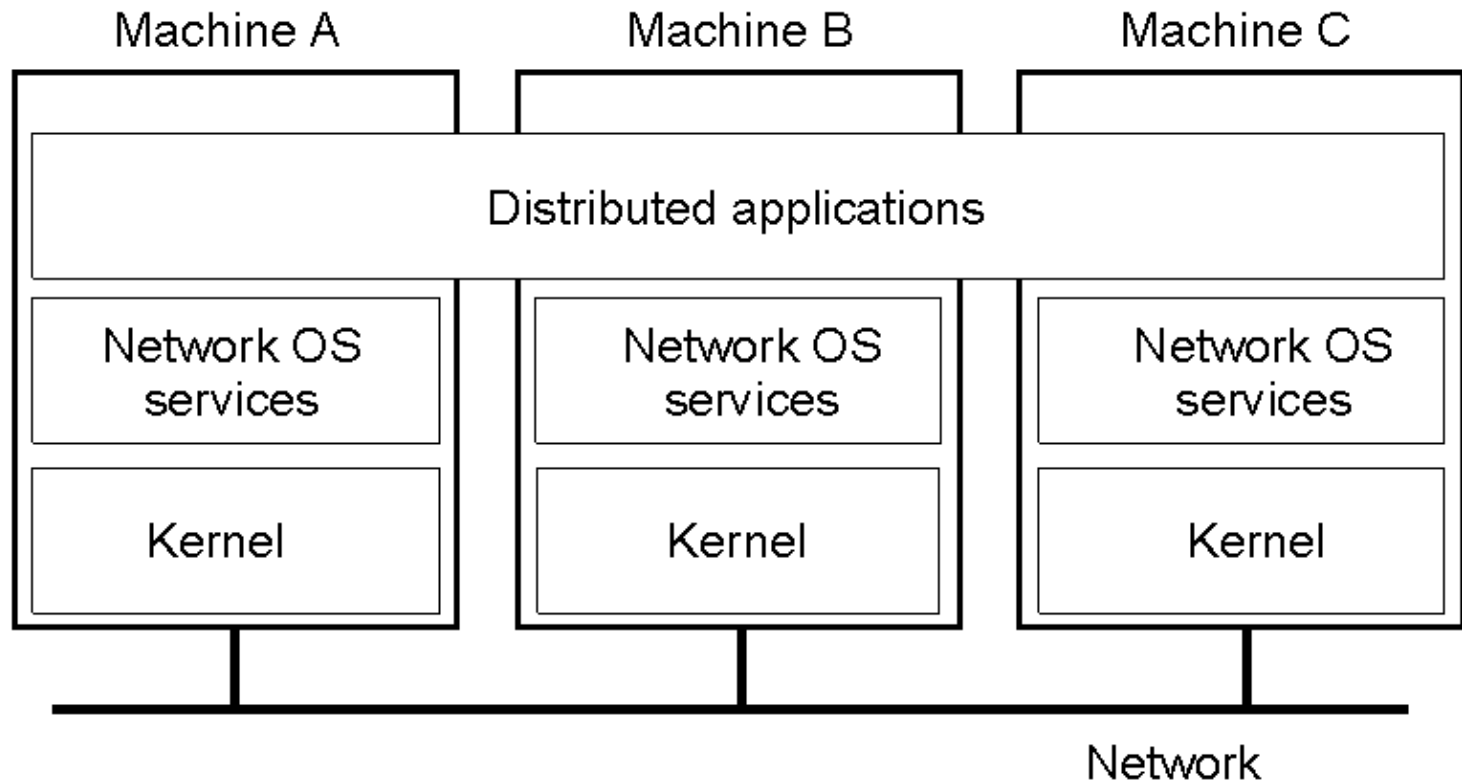 Machine A
Machine B
Machine C
Distributed applications
Network OS
services
Network OS
services
Network OS
services
Kernel
Kernel
Kernel
Network